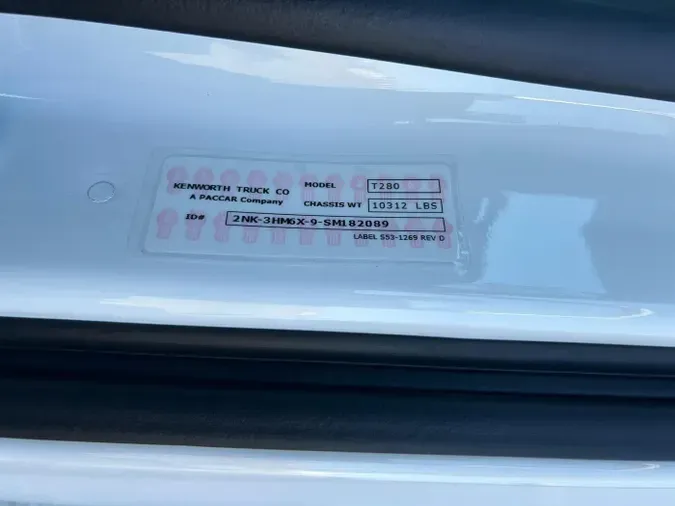 KENWORTH TRUCK CO MODEL T280
A PACCAR Company CHASSIS WT 10312 LBS
ID# 2NK-3HM6X-9-SM182089
LABEL S53-1269 REV D